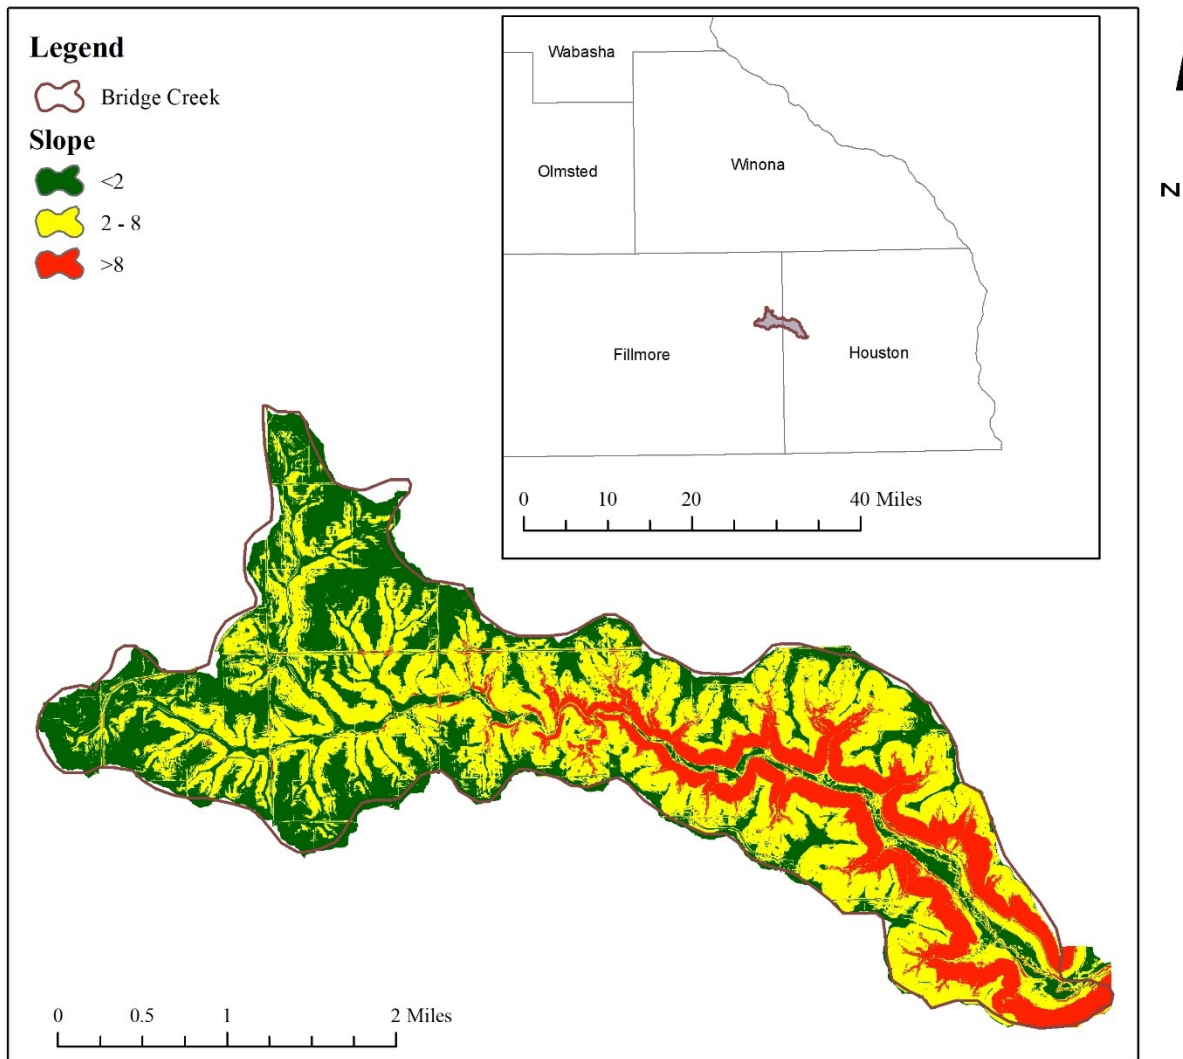 Legend
Bridge Creek
Slope
<2
2 - 8
>8
Wabasha
Olmsted
Winona
Fillmore
Houston
0 10 20 40 Miles
0 0.5 1 2 Miles
N